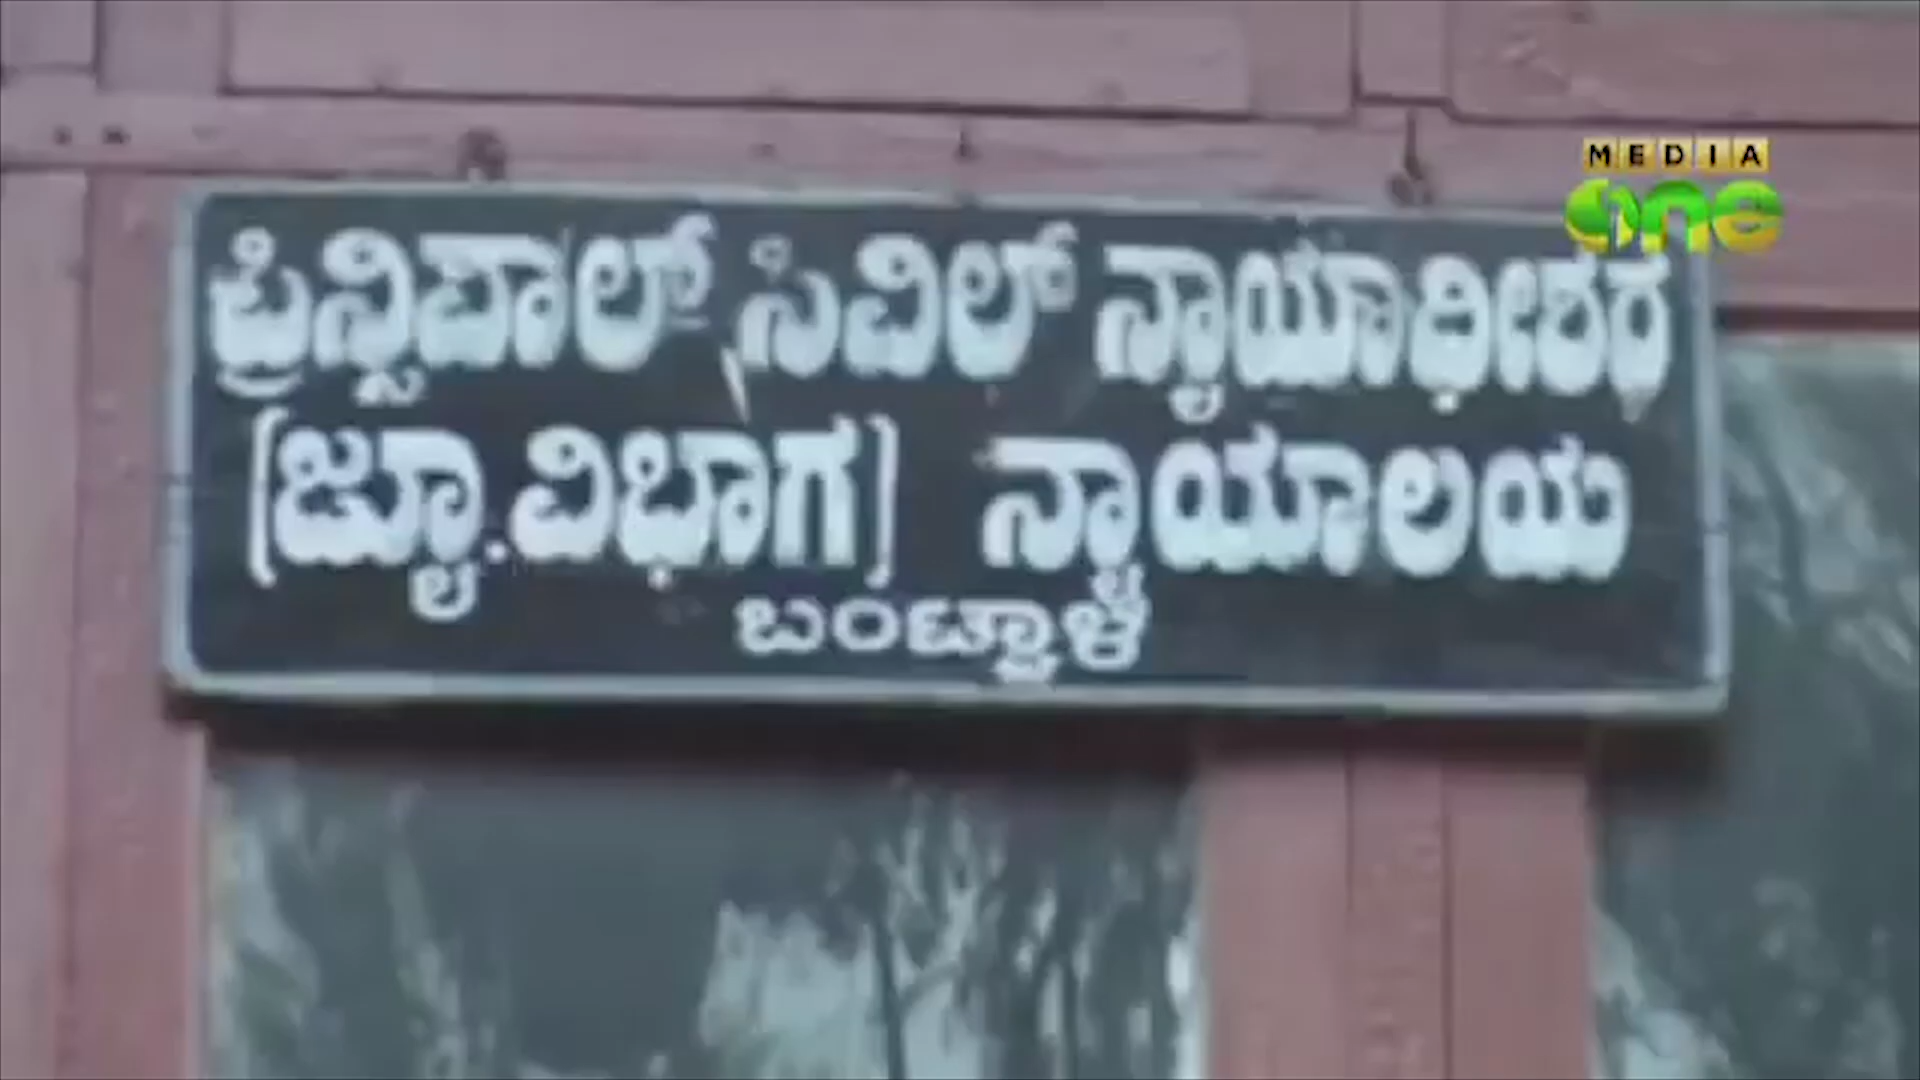 MEDIA
one
ಪ್ರಿನ್ಸಿಪಾಲ್ ಸಿವಿಲ್ ನ್ಯಾಯಾಧೀಶರ
(ಜ್ಯೂ.ವಿಭಾಗ) ನ್ಯಾಯಾಲಯ
ಬಂಟ್ವಾಳ